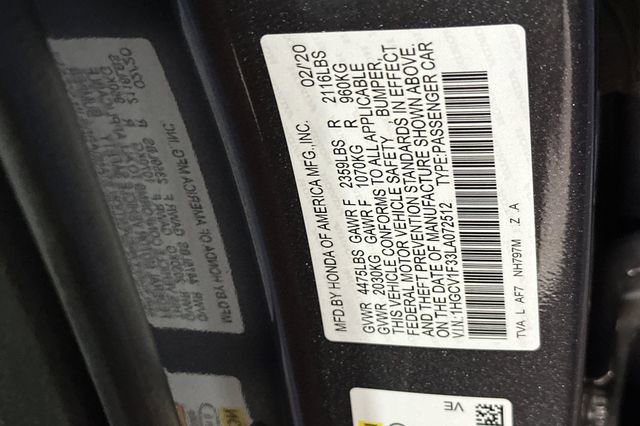 MFD.BY HONDA OF AMERICA MFG.,INC. 02/'20
GVWR 4475LBS GAWR F 2359LBS R 2116LBS
GVWR 2030KG GAWR F 1070KG R 960KG
THIS VEHICLE CONFORMS TO ALL APPLICABLE
FEDERAL MOTOR VEHICLE SAFETY, BUMPER,
AND THEFT PREVENTION STANDARDS IN EFFECT
ON THE DATE OF MANUFACTURE SHOWN ABOVE.
V.I.N.:1HGCV1F33LA072512 TYPE:PASSENGER CAR
TVA L AF7 NH797M Z A
VE